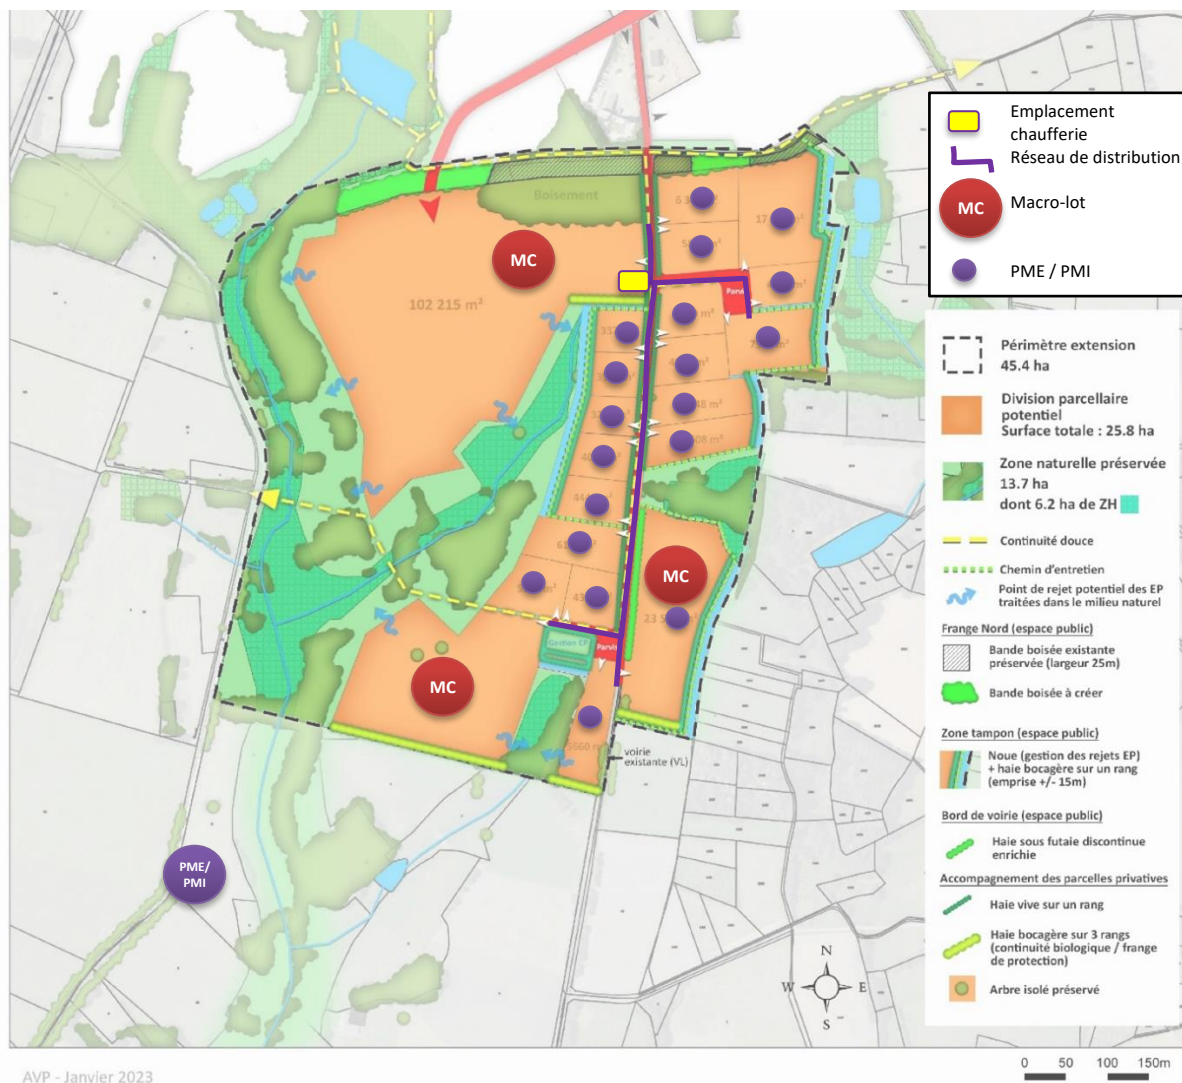 Emplacement
chaufferie
Réseau de distribution
MC
Macro-lot
PME / PMI
Boisement
MC
102 215 m²
Parvis
MC
Gestion EP
Parvis
MC
voirie
existante (VL)
PME/
PMI
Périmètre extension
45.4 ha
Division parcellaire
potentiel
Surface totale : 25.8 ha
Zone naturelle préservée
13.7 ha
dont 6.2 ha de ZH
Continuité douce
Chemin d'entretien
Point de rejet potentiel des EP
traitées dans le milieu naturel
Frange Nord (espace public)
Bande boisée existante
préservée (largeur 25m)
Bande boisée à créer
Zone tampon (espace public)
Noue (gestion des rejets EP)
+ haie bocagère sur un rang
(emprise +/- 15m)
Bord de voirie (espace public)
Haie sous futaie discontinue
enrichie
Accompagnement des parcelles privatives
Haie vive sur un rang
Haie bocagère sur 3 rangs
(continuité biologique / frange
de protection)
Arbre isolé préservé
N
W E
S
0 50 100 150m
AVP - Janvier 2023